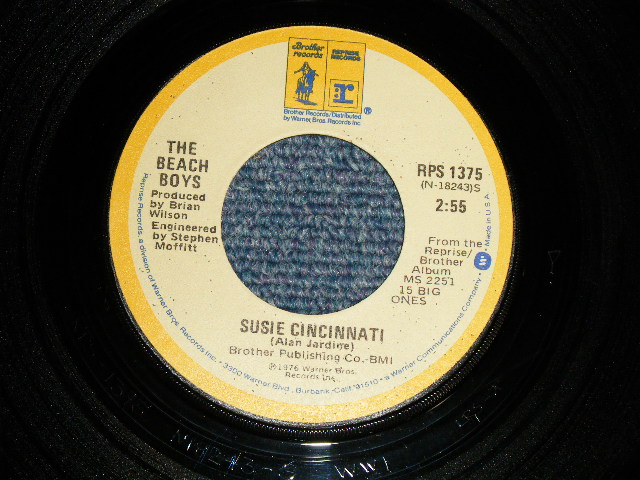 Brother records
REPRISE RECORDS
r
®
Brother Records/Distributed
by Warner Bros. Records Inc
THE
BEACH
BOYS
Produced
by Brian
Wilson
Engineered
by Stephen
Moffitt
RPS 1375
(N-18243)S
2:55
From the
Reprise/
Brother
Album
MS 2251
15 BIG
ONES
SUSIE CINCINNATI
(Alan Jardine)
Brother Publishing Co.-BMI
℗1976 Warner Bros.
Records Inc.
Reprise Records, a division of Warner Bros. Records Inc. • 3300 Warner Blvd., Burbank • Calif. • 91510 • a Warner Communications Company • W • Made in U.S.A.